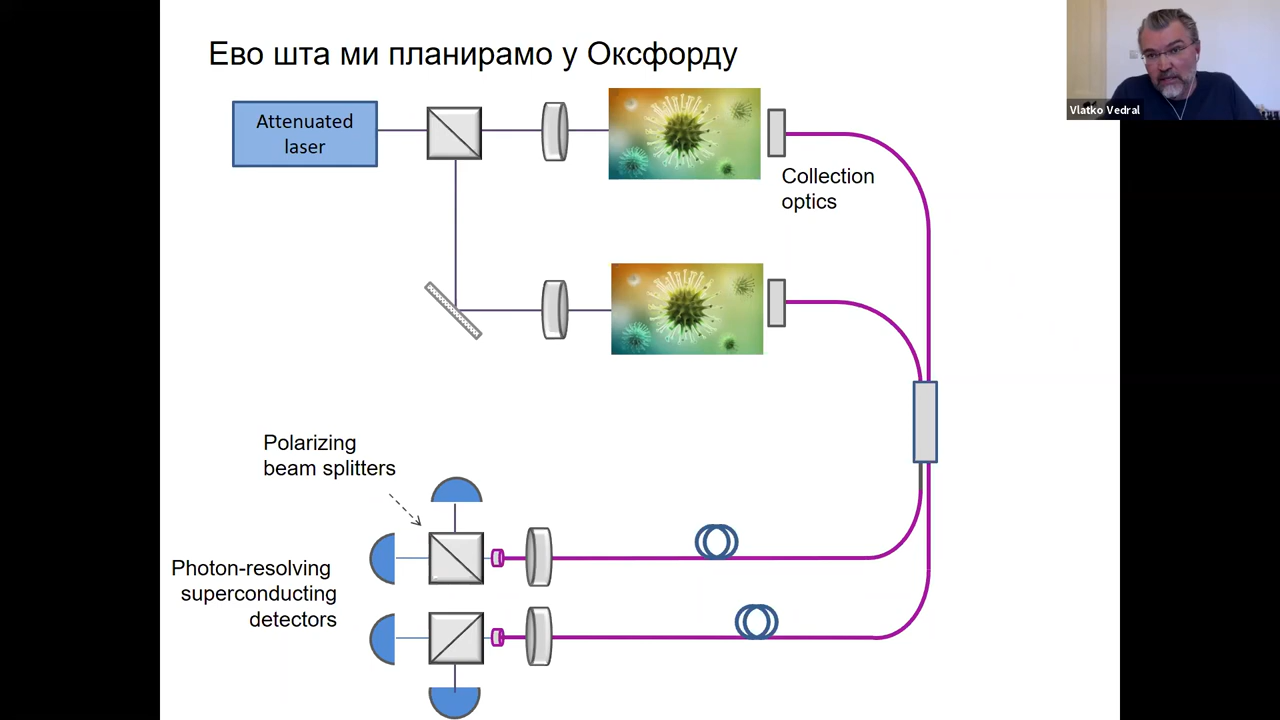 Ево шта ми планирамо у Оксфорду
Attenuated
laser
Vlatko Vedral
Collection
optics
Polarizing
beam splitters
Photon-resolving
superconducting
detectors